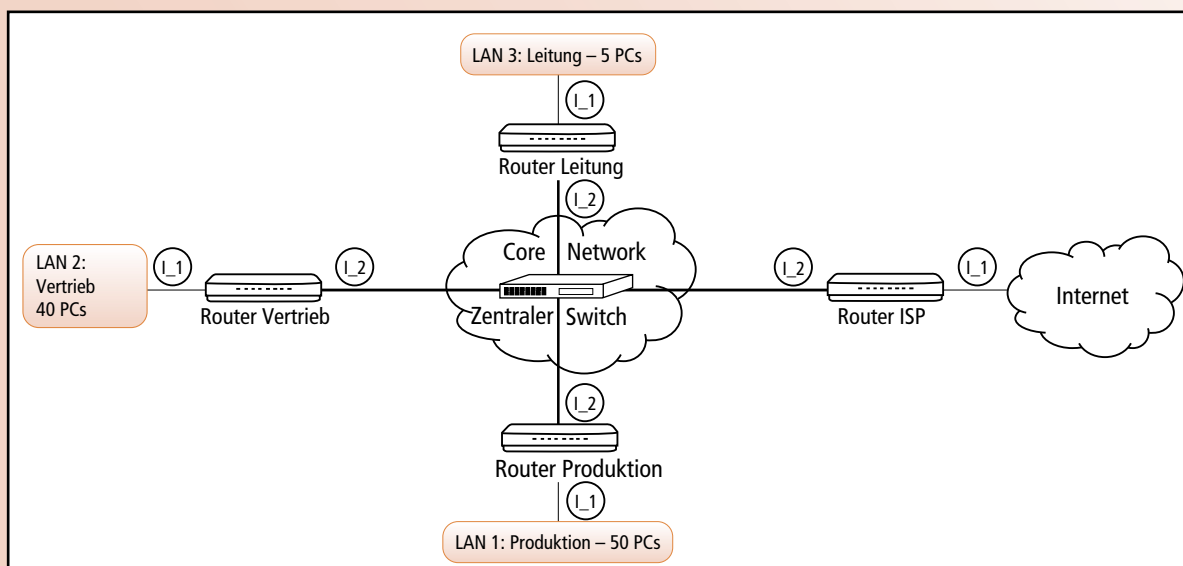 LAN 3: Leitung – 5 PCs
I_1
Router Leitung
I_2
Core Network
LAN 2:
Vertrieb
40 PCs
I_1
I_2
Router Vertrieb
Zentraler Switch
I_2
I_1
Router ISP
Internet
I_2
Router Produktion
I_1
LAN 1: Produktion – 50 PCs